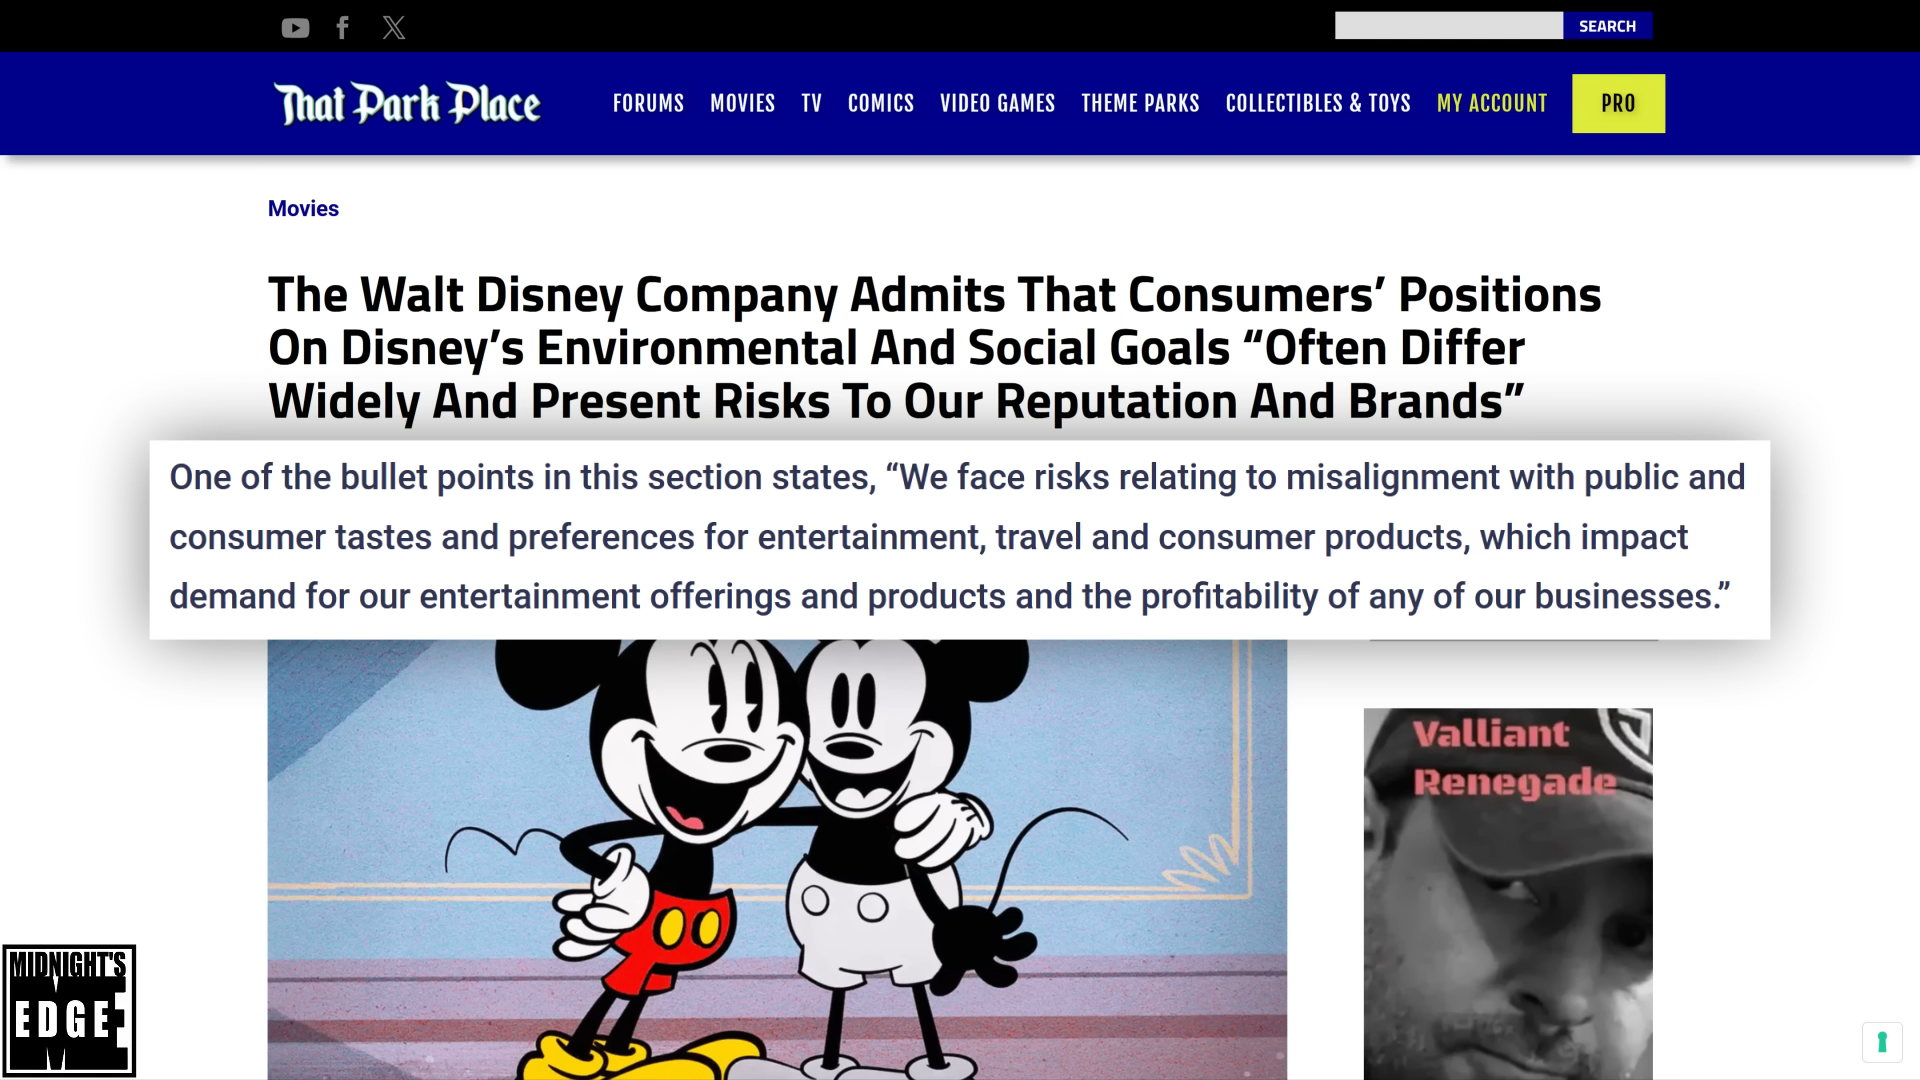 SEARCH
That Park Place
FORUMS MOVIES TV COMICS VIDEO GAMES THEME PARKS COLLECTIBLES & TOYS MY ACCOUNT PRO
Movies
The Walt Disney Company Admits That Consumers’ Positions
On Disney’s Environmental And Social Goals “Often Differ
Widely And Present Risks To Our Reputation And Brands”
One of the bullet points in this section states, “We face risks relating to misalignment with public and
consumer tastes and preferences for entertainment, travel and consumer products, which impact
demand for our entertainment offerings and products and the profitability of any of our businesses.”
Valliant
Renegade
MIDNIGHT'S
EDGE